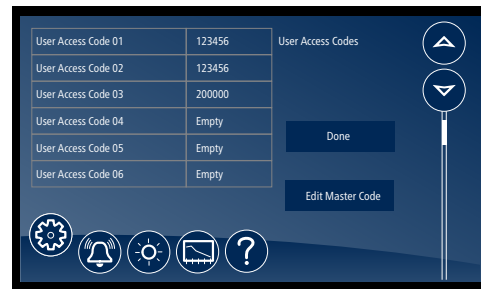 User Access Code 01 123456 User Access Codes
User Access Code 02 123456
User Access Code 03 200000
User Access Code 04 Empty
User Access Code 05 Empty
User Access Code 06 Empty
Done
Edit Master Code
?